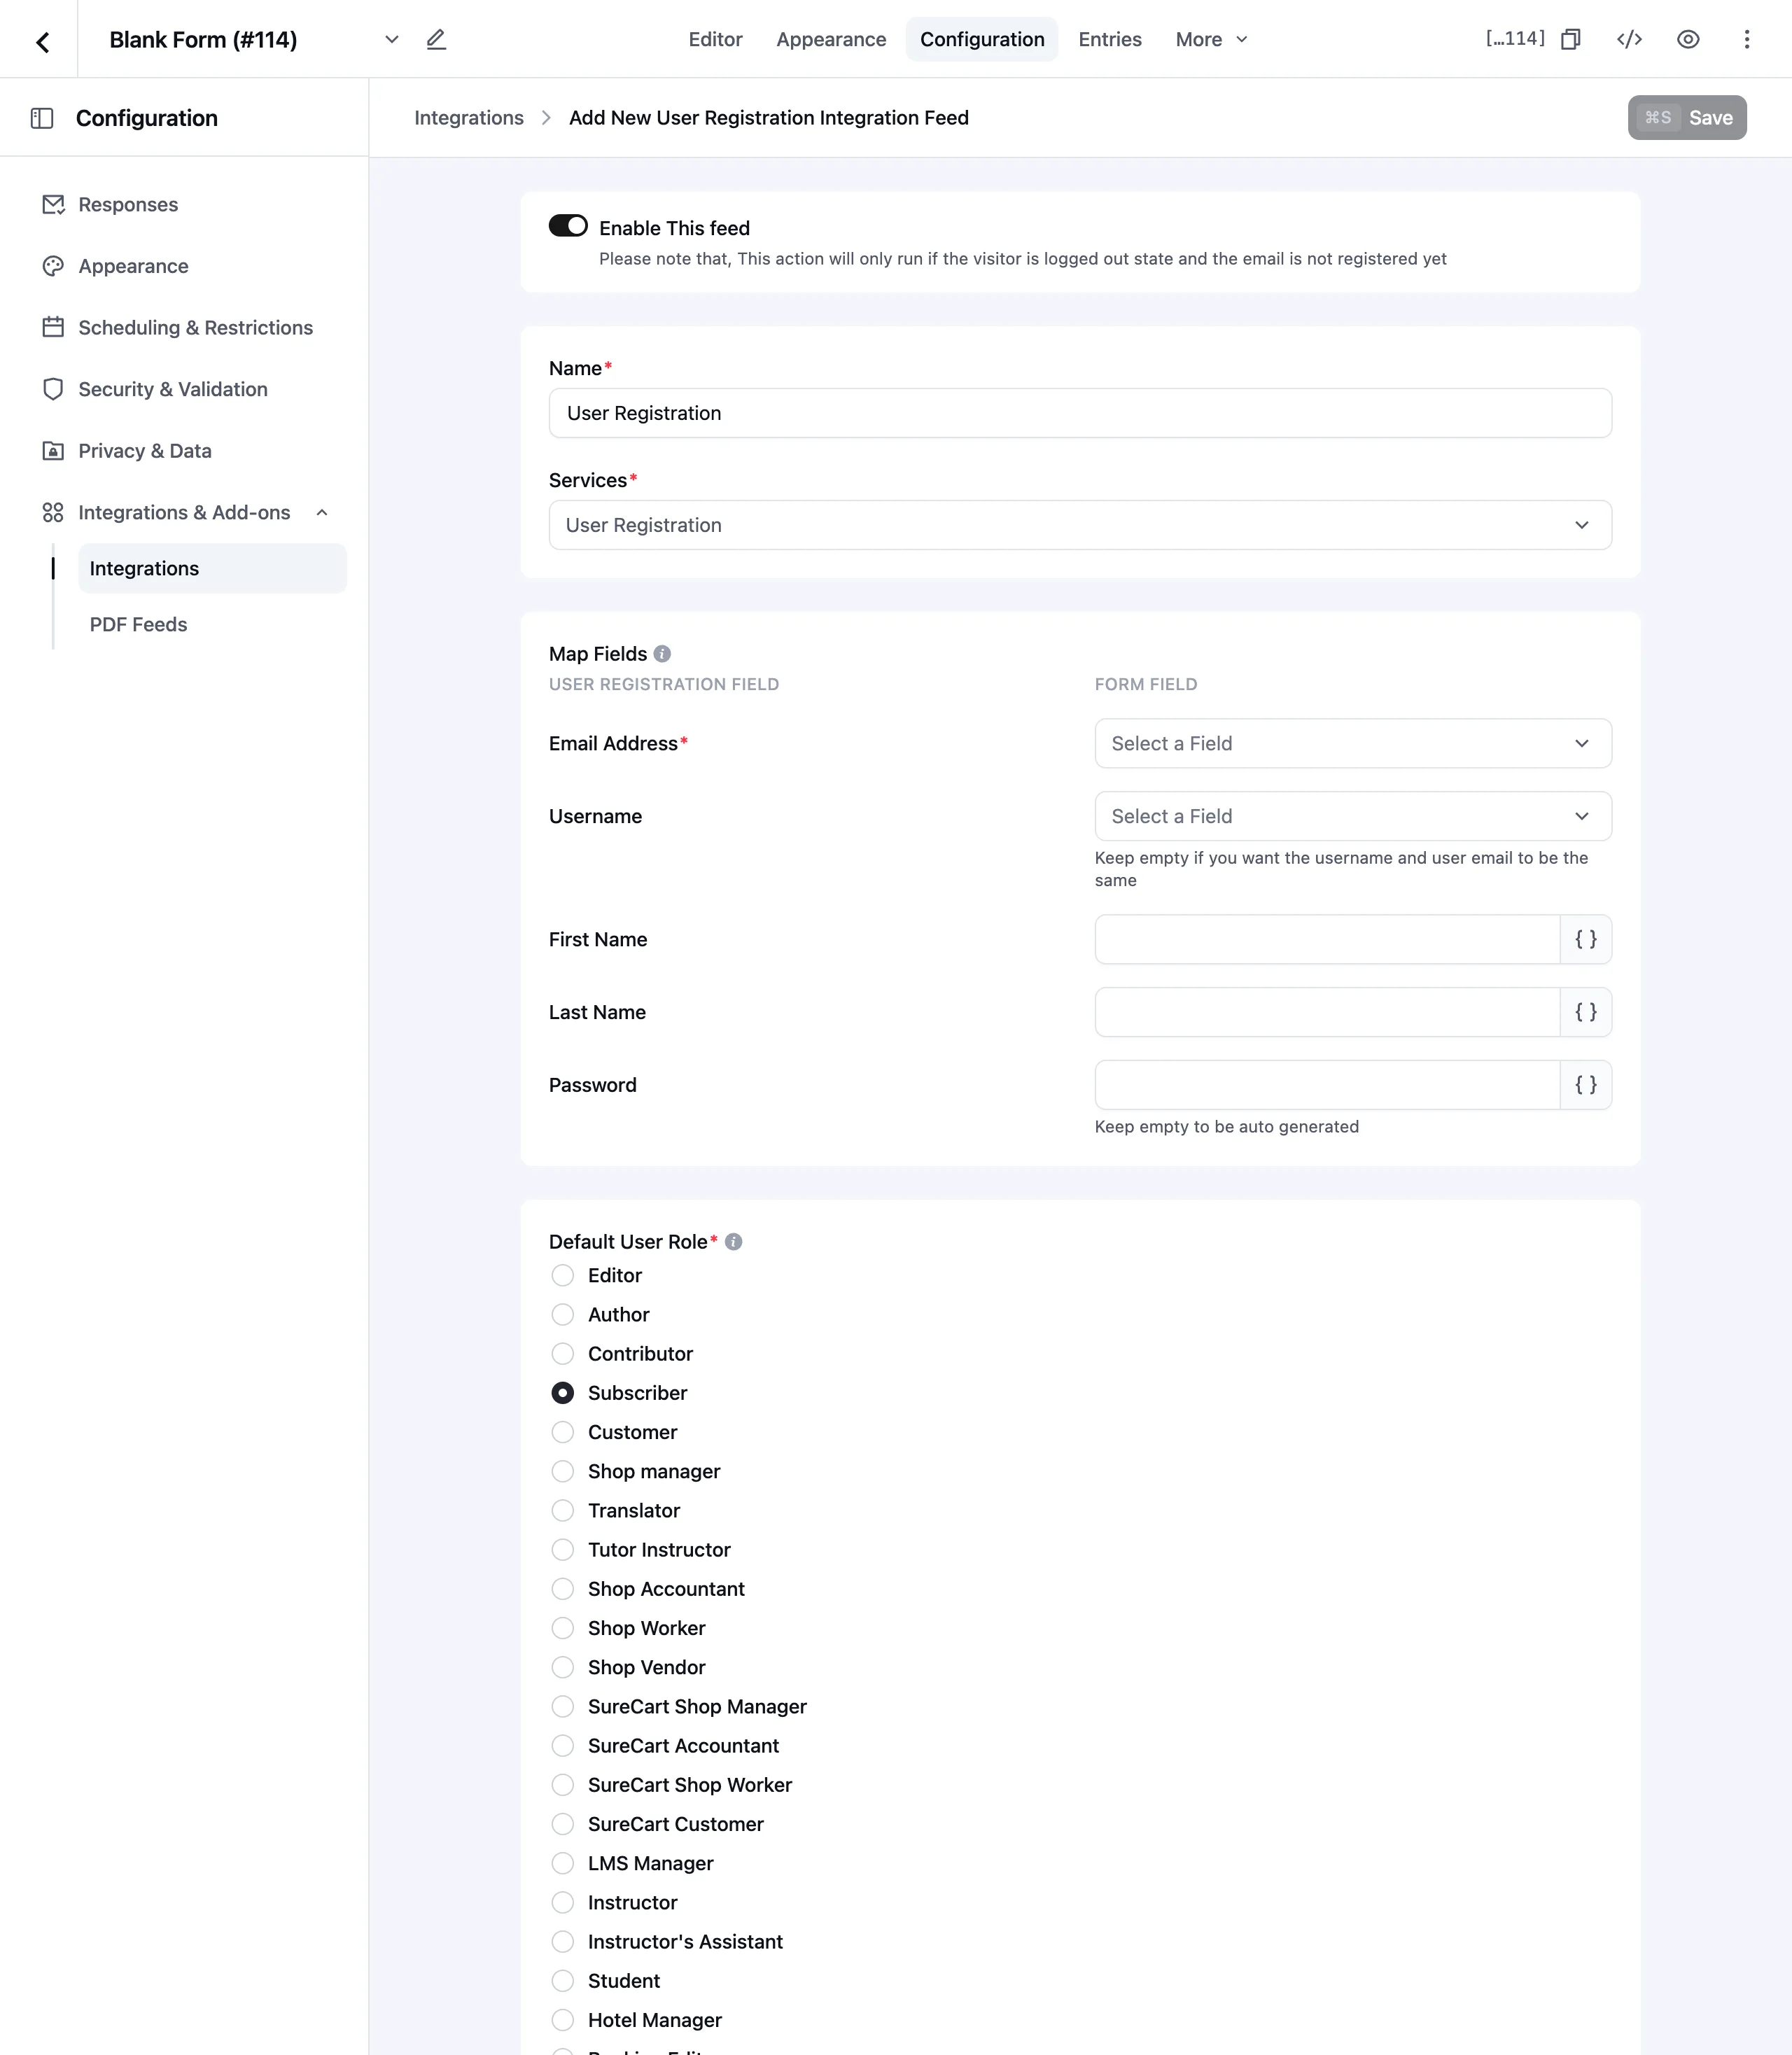 Blank Form (#114)
Editor
Appearance
Configuration
Entries
More
[…114]
</>
Configuration
Integrations > Add New User Registration Integration Feed
⌘S Save
Responses
Appearance
Scheduling & Restrictions
Security & Validation
Privacy & Data
Integrations & Add-ons
Integrations
PDF Feeds
Enable This feed
Please note that, This action will only run if the visitor is logged out state and the email is not registered yet
Name*
User Registration
Services*
User Registration
Map Fields
USER REGISTRATION FIELD
FORM FIELD
Email Address*
Select a Field
Username
Select a Field
Keep empty if you want the username and user email to be the
same
First Name
{ }
Last Name
{ }
Password
{ }
Keep empty to be auto generated
Default User Role*
Editor
Author
Contributor
Subscriber
Customer
Shop manager
Translator
Tutor Instructor
Shop Accountant
Shop Worker
Shop Vendor
SureCart Shop Manager
SureCart Accountant
SureCart Shop Worker
SureCart Customer
LMS Manager
Instructor
Instructor's Assistant
Student
Hotel Manager